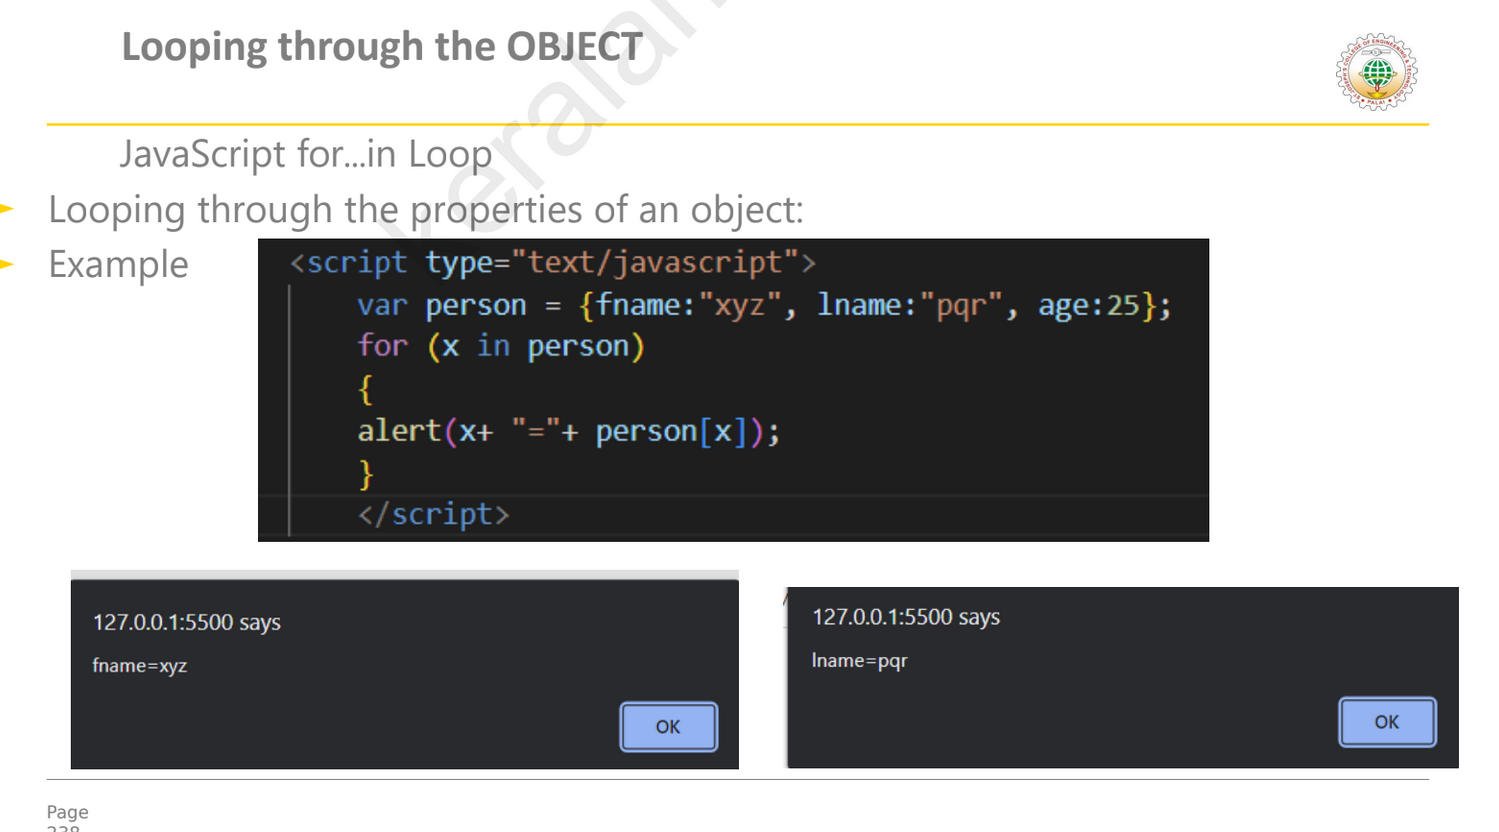 Looping through the OBJECT
JavaScript for...in Loop
Looping through the properties of an object:
Example
<script type="text/javascript">
var person = {fname:"xyz", lname:"pqr", age:25};
for (x in person)
{
alert(x+ "="+ person[x]);
}
</script>
127.0.0.1:5500 says
fname=xyz
OK
127.0.0.1:5500 says
lname=pqr
OK
Page